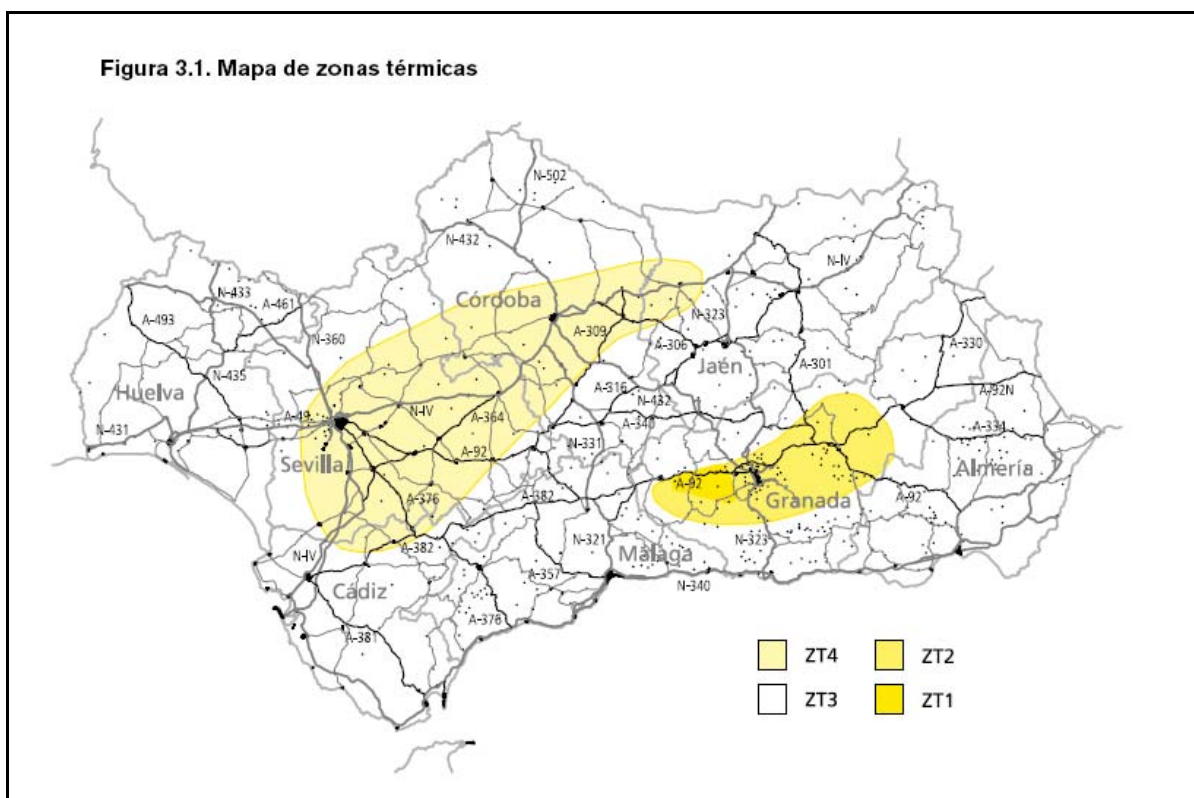 Figura 3.1. Mapa de zonas térmicas
N-502
N-432
N-IV
N-433
A-461
Córdoba
A-493
N-360
A-309
N-323
A-306
Jaén
A-330
A-301
N-435
Huelva
A-316
N-432
A-92N
A-49
N-IV
A-364
A-340
N-431
A-334
Sevilla
A-92
N-331
Almería
A-92
A-376
A-382
Granada
A-92
N-IV
A-382
N-321
Málaga
N-323
Cádiz
A-357
N-340
A-376
A-381
ZT4
ZT2
ZT3
ZT1